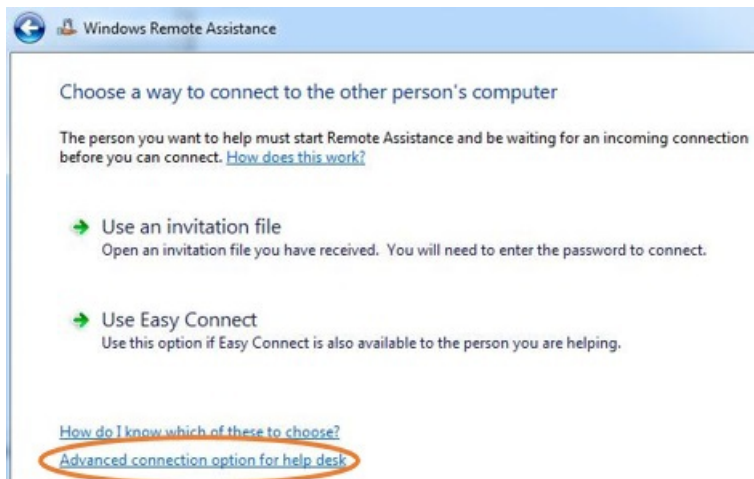 Windows Remote Assistance
Choose a way to connect to the other person's computer
The person you want to help must start Remote Assistance and be waiting for an incoming connection
before you can connect. How does this work?
Use an invitation file
Open an invitation file you have received. You will need to enter the password to connect.
Use Easy Connect
Use this option if Easy Connect is also available to the person you are helping.
How do I know which of these to choose?
Advanced connection option for help desk